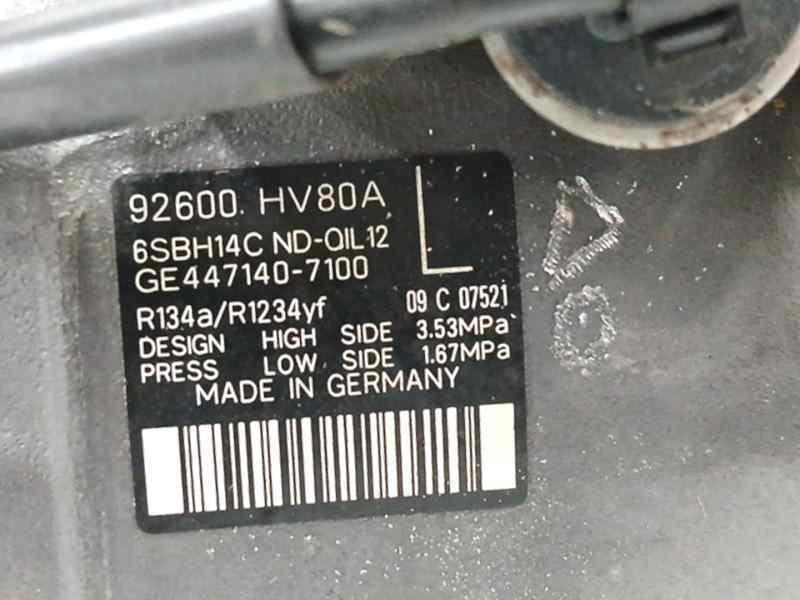 92600 HV80A L
6SBH14C ND-OIL12
GE447140-7100
R134a/R1234yf 09 C 07521
DESIGN HIGH SIDE 3.53MPa
PRESS LOW SIDE 1.67MPa
MADE IN GERMANY